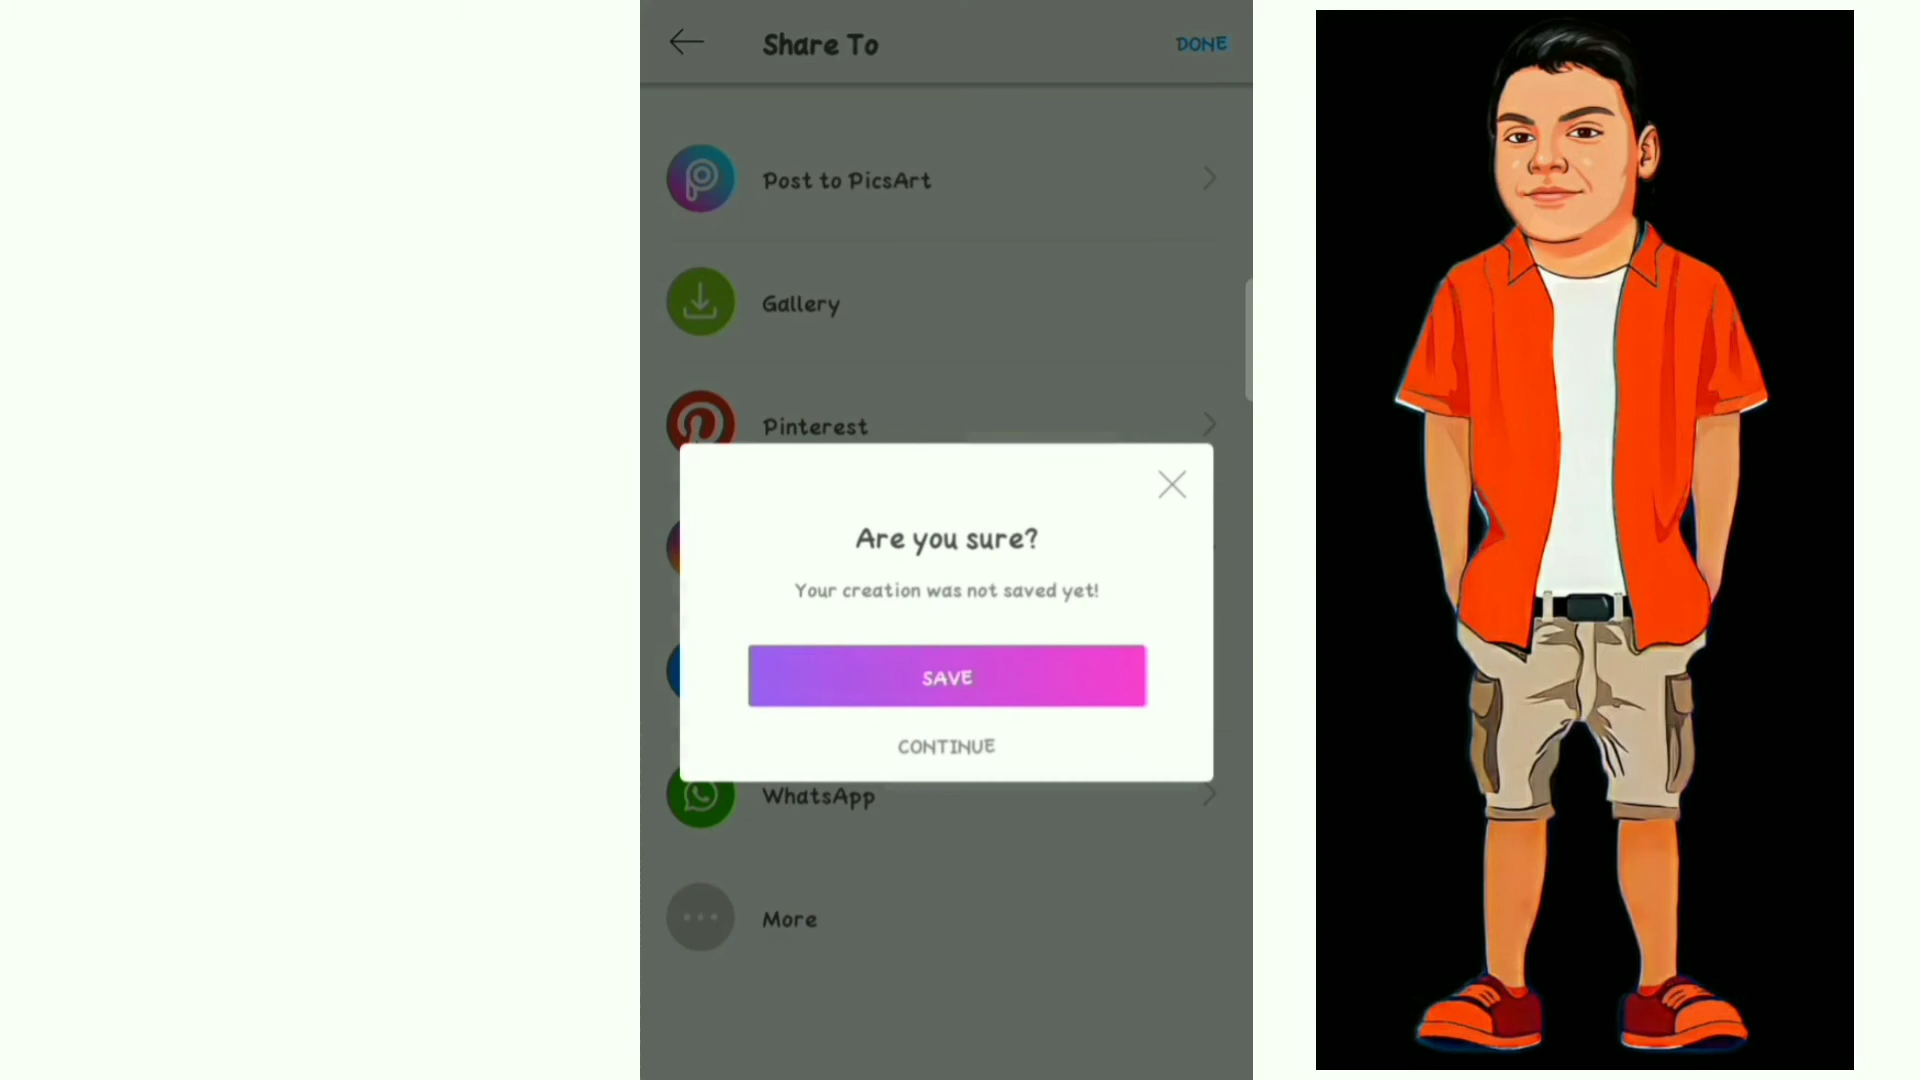 Share To
DONE
Post to PicsArt
Gallery
Pinterest
Are you sure?
Your creation was not saved yet!
SAVE
CONTINUE
WhatsApp
More